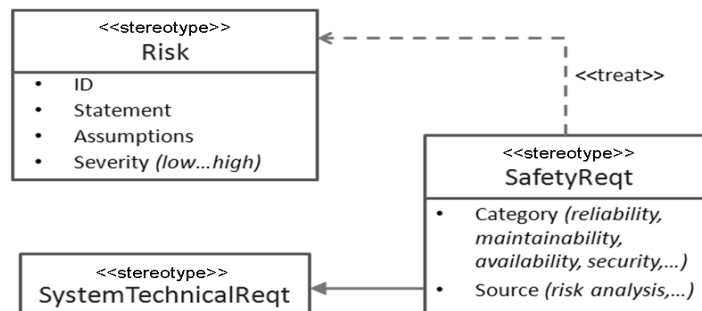 <<stereotype>>
Risk
• ID
• Statement
• Assumptions
• Severity (low...high)
<<treat>>
<<stereotype>>
SafetyReqt
• Category (reliability,
maintainability,
availability, security,...)
• Source (risk analysis,...)
<<stereotype>>
SystemTechnicalReqt